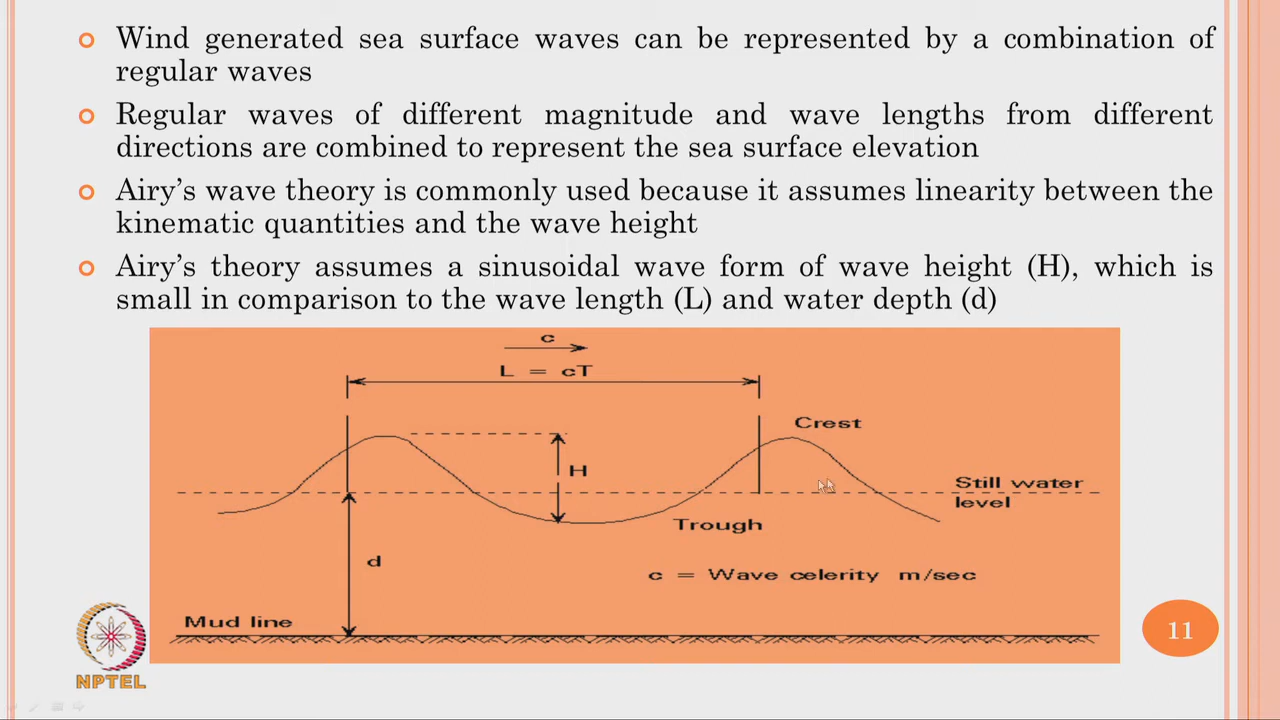 Wind generated sea surface waves can be represented by a combination of
regular waves
Regular waves of different magnitude and wave lengths from different
directions are combined to represent the sea surface elevation
Airy's wave theory is commonly used because it assumes linearity between the
kinematic quantities and the wave height
Airy's theory assumes a sinusoidal wave form of wave height (H), which is
small in comparison to the wave length (L) and water depth (d)
c
L = cT
Crest
H
Still water
level
Trough
d
c = Wave celerity m/sec
Mud line
11
NPTEL